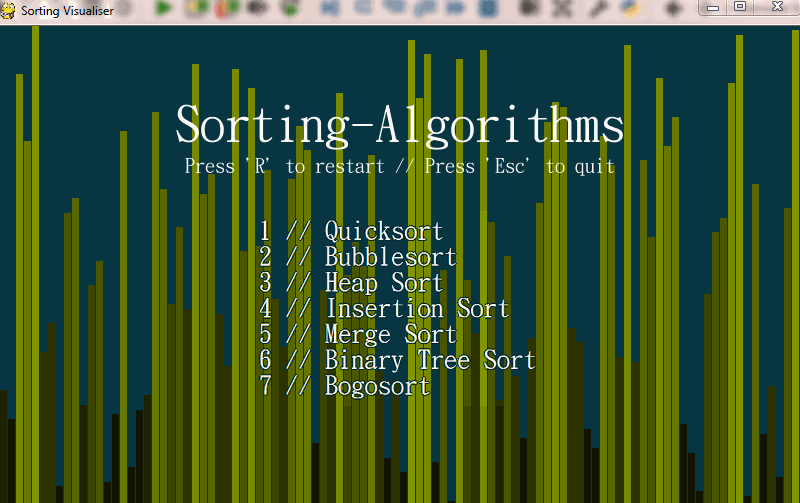 Sorting Visualiser
Sorting-Algorithms
Press 'R' to restart // Press 'Esc' to quit
1 // Quicksort
2 // Bubblesort
3 // Heap Sort
4 // Insertion Sort
5 // Merge Sort
6 // Binary Tree Sort
7 // Bogosort